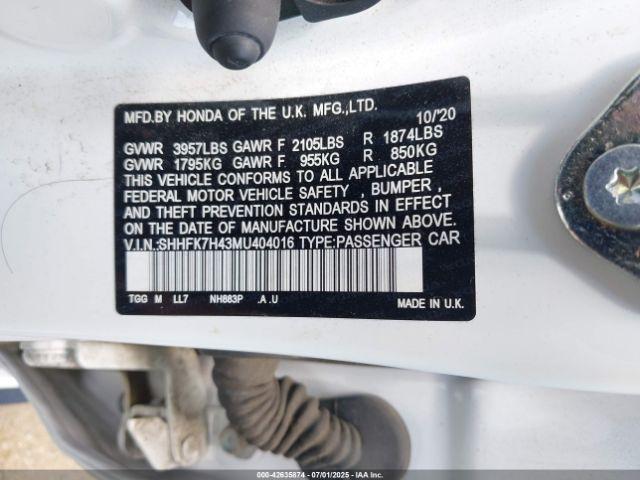 MFD.BY HONDA OF THE U.K. MFG.,LTD.
10/'20
GVWR 3957LBS GAWR F 2105LBS R 1874LBS
GVWR 1795KG GAWR F 955KG R 850KG
THIS VEHICLE CONFORMS TO ALL APPLICABLE
FEDERAL MOTOR VEHICLE SAFETY , BUMPER ,
AND THEFT PREVENTION STANDARDS IN EFFECT
ON THE DATE OF MANUFACTURE SHOWN ABOVE.
V.I.N.:SHHFK7H43MU404016 TYPE:PASSENGER CAR
TGG M LL7 NH883P .A .U
MADE IN U.K.
000-42635874 | 07/01/2025 | IAA Inc.